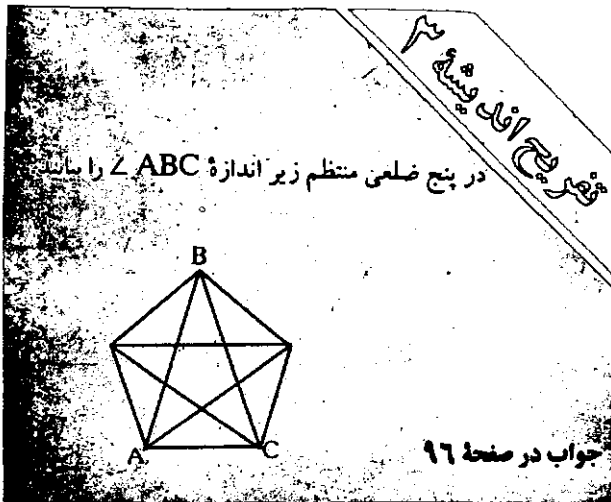 تفریح اندیشهٔ ۳
در پنج ضلعی منتظم زیر اندازهٔ ABC ∠ را بیابید
B
A
C
جواب در صفحهٔ ۹۶